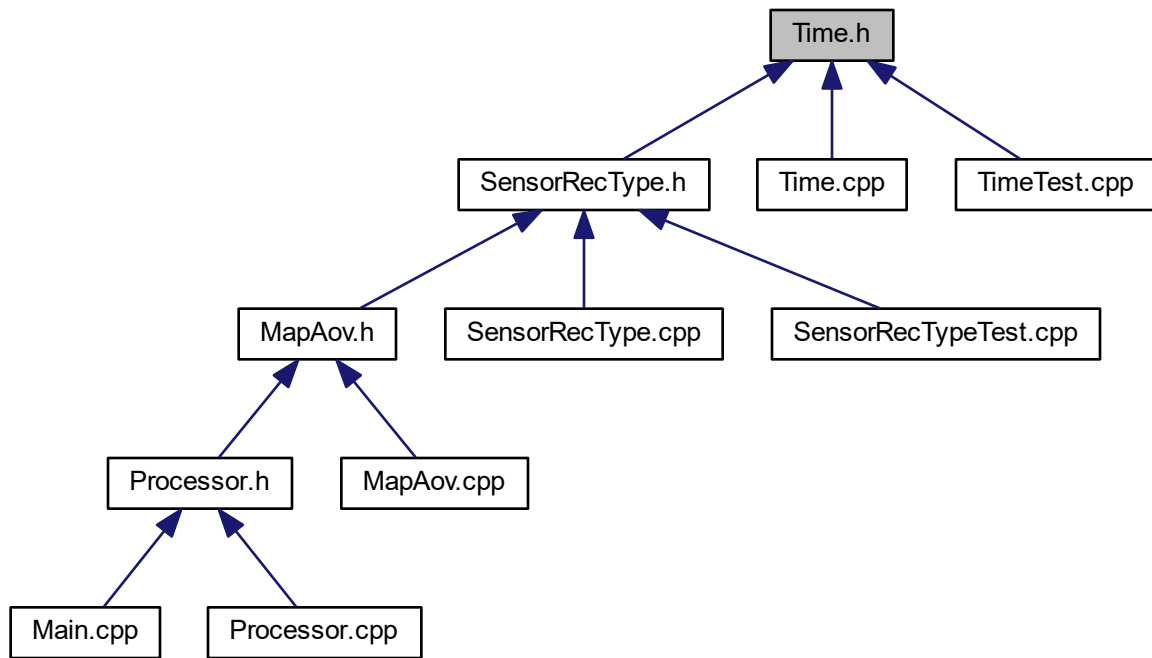 Time.h
SensorRecType.h
Time.cpp
TimeTest.cpp
MapAov.h
SensorRecType.cpp
SensorRecTypeTest.cpp
Processor.h
MapAov.cpp
Main.cpp
Processor.cpp